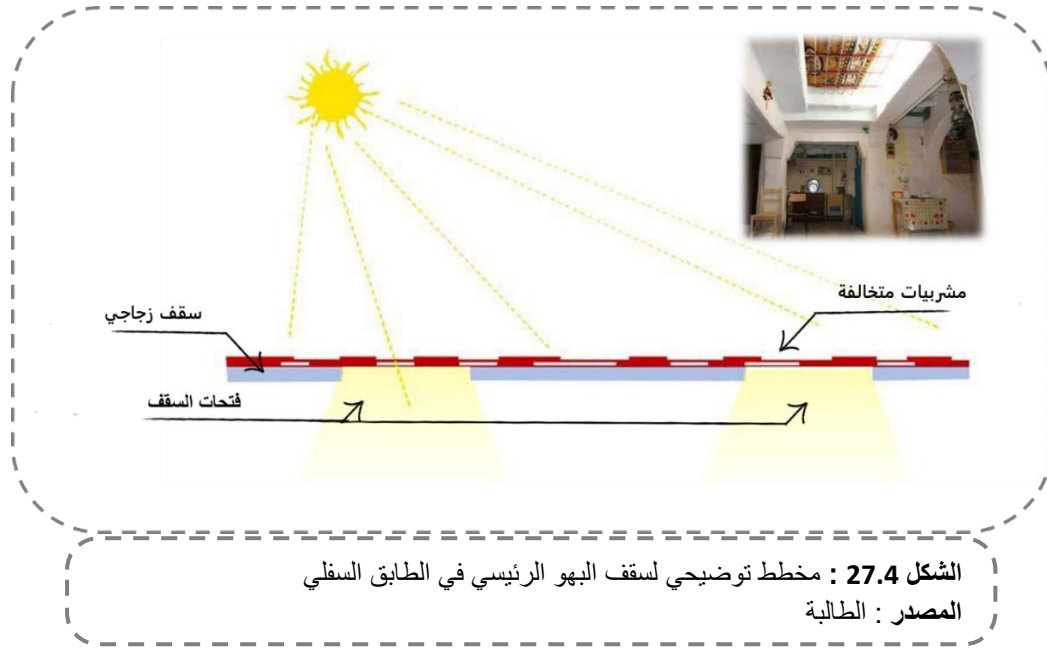 مشربيات متخالفة
سقف زجاجي
فتحات السقف
الشكل 27.4 : مخطط توضيحي لسقف البهو الرئيسي في الطابق السفلي
المصدر : الطالبة